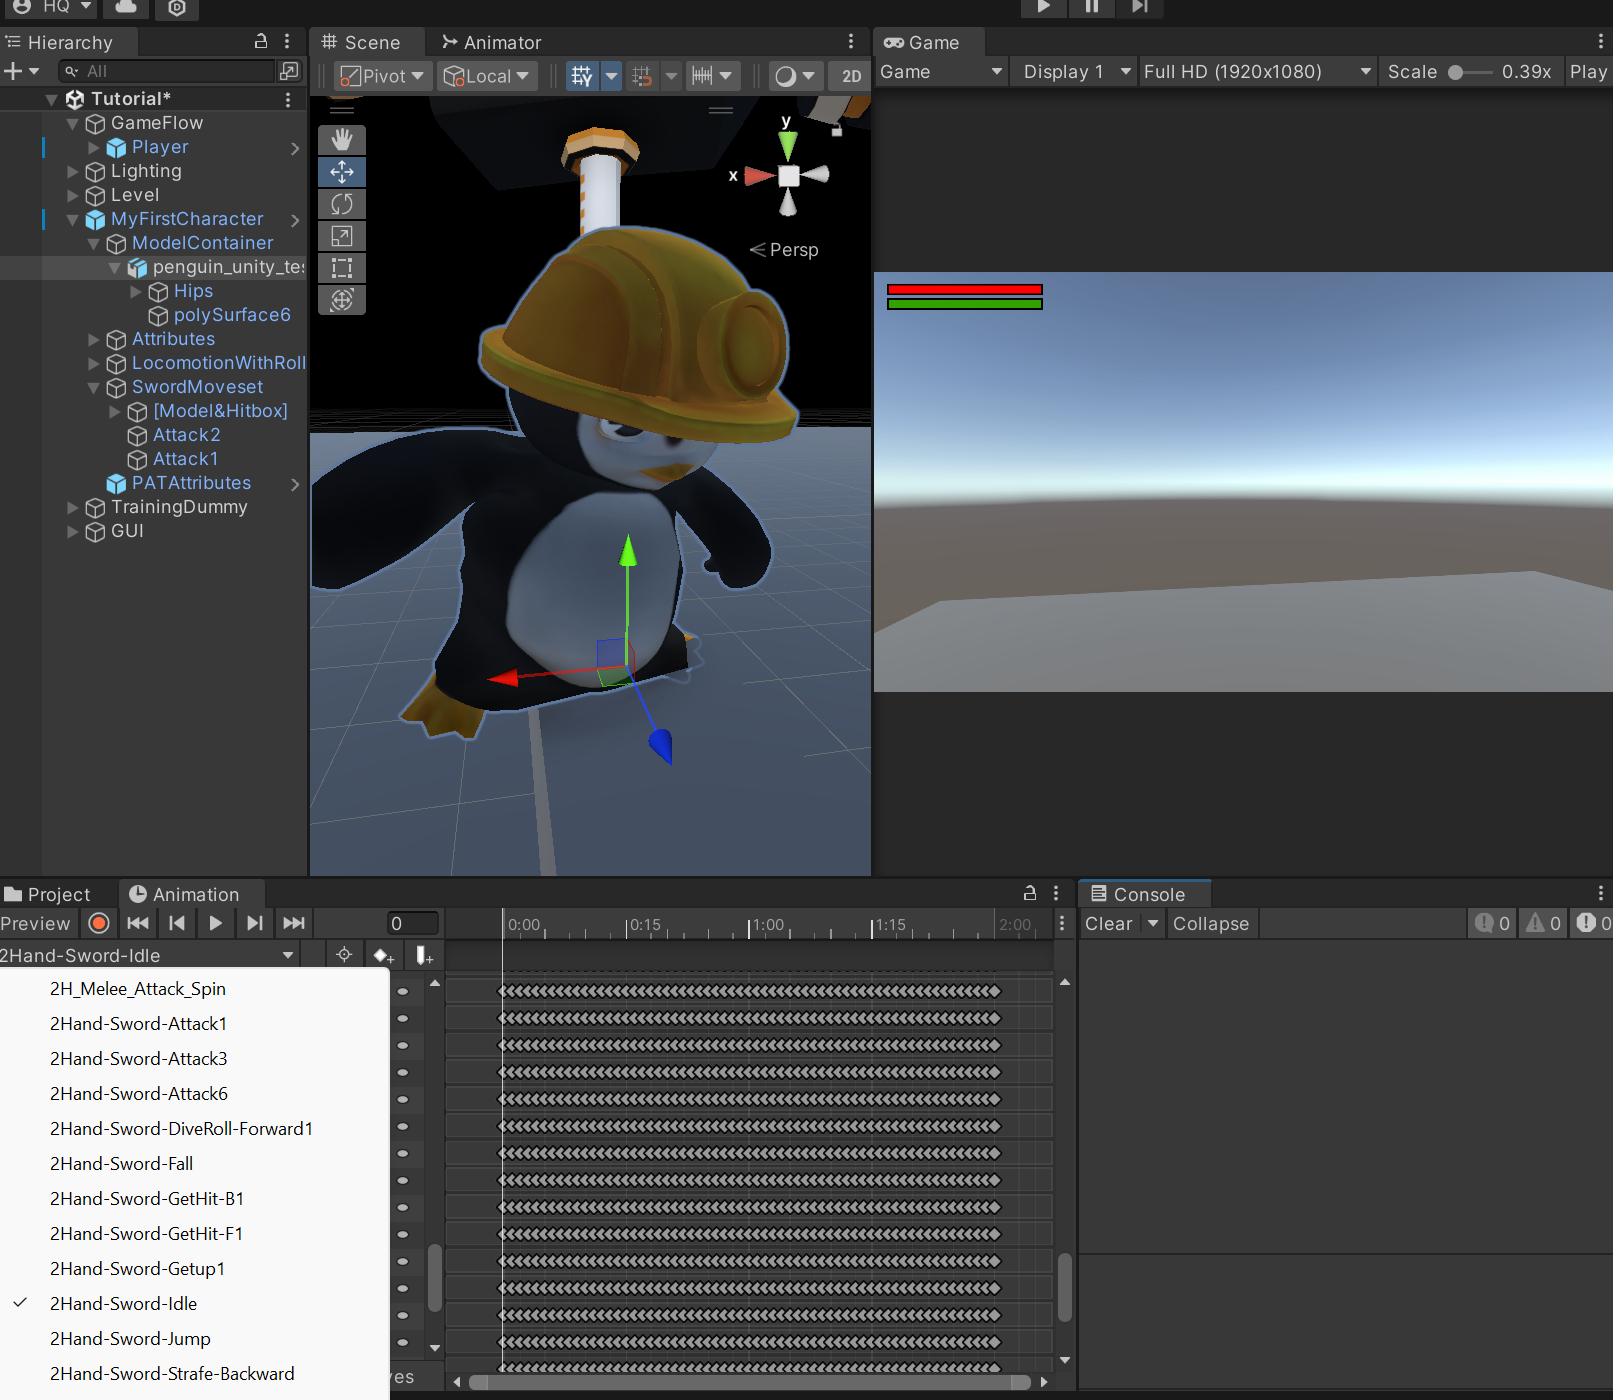 HQ
Hierarchy
All
Tutorial*
GameFlow
Player
Lighting
Level
MyFirstCharacter
ModelContainer
penguin_unity_te
Hips
polySurface6
Attributes
LocomotionWithRoll
SwordMoveset
[Model&Hitbox]
Attack2
Attack1
PATAttributes
TrainingDummy
GUI
Scene Animator
Pivot Local 2D
y
x
Persp
Game
Game Display 1 Full HD (1920x1080) Scale 0.39x Play
Project Animation
Preview 0
2Hand-Sword-Idle
0:00 0:15 1:00 1:15 2:00
2H_Melee_Attack_Spin
2Hand-Sword-Attack1
2Hand-Sword-Attack3
2Hand-Sword-Attack6
2Hand-Sword-DiveRoll-Forward1
2Hand-Sword-Fall
2Hand-Sword-GetHit-B1
2Hand-Sword-GetHit-F1
2Hand-Sword-Getup1
2Hand-Sword-Idle
2Hand-Sword-Jump
2Hand-Sword-Strafe-Backward
ves
Console
Clear Collapse 0 0 0